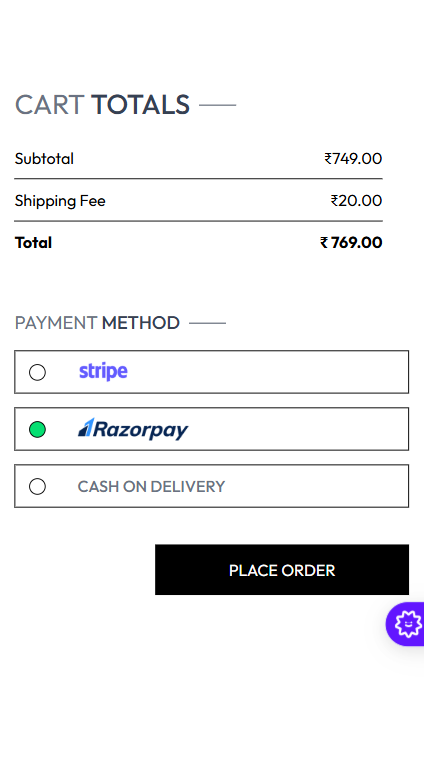 CART TOTALS
Subtotal ₹749.00
Shipping Fee ₹20.00
Total ₹ 769.00
PAYMENT METHOD
stripe
Razorpay
CASH ON DELIVERY
PLACE ORDER